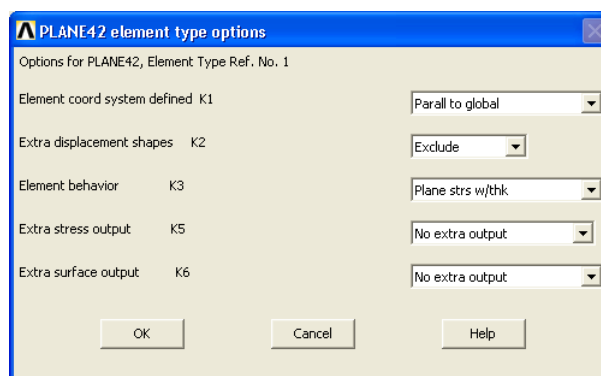 PLANE42 element type options
Options for PLANE42, Element Type Ref. No. 1
Element coord system defined K1 Parall to global
Extra displacement shapes K2 Exclude
Element behavior K3 Plane strs w/thk
Extra stress output K5 No extra output
Extra surface output K6 No extra output
OK Cancel Help